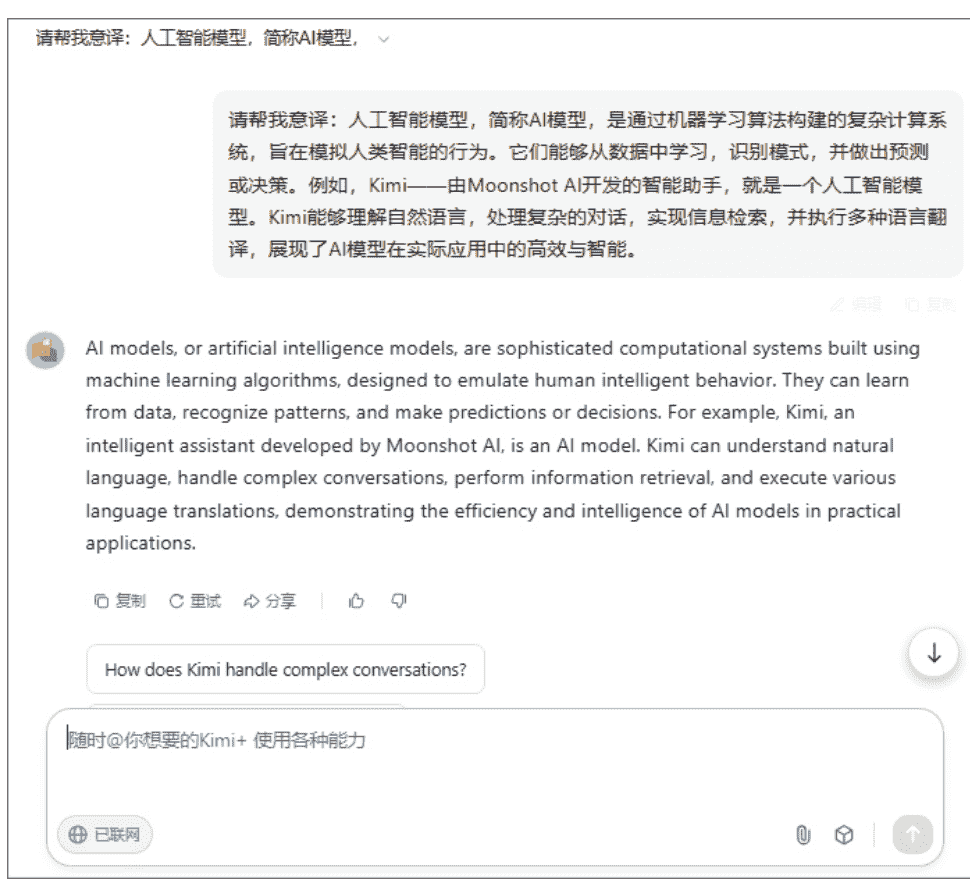 请帮我意译：人工智能模型，简称AI模型，
请帮我意译：人工智能模型，简称AI模型，是通过机器学习算法构建的复杂计算系
统，旨在模拟人类智能的行为。它们能够从数据中学习，识别模式，并做出预测
或决策。例如，Kimi——由Moonshot AI开发的智能助手，就是一个人工智能模
型。Kimi能够理解自然语言，处理复杂的对话，实现信息检索，并执行多种语言翻
译，展现了AI模型在实际应用中的高效与智能。
编辑 复制
AI models, or artificial intelligence models, are sophisticated computational systems built using
machine learning algorithms, designed to emulate human intelligent behavior. They can learn
from data, recognize patterns, and make predictions or decisions. For example, Kimi, an
intelligent assistant developed by Moonshot AI, is an AI model. Kimi can understand natural
language, handle complex conversations, perform information retrieval, and execute various
language translations, demonstrating the efficiency and intelligence of AI models in practical
applications.
复制 重试 分享
How does Kimi handle complex conversations?
随时@你想要的Kimi+ 使用各种能力
已联网